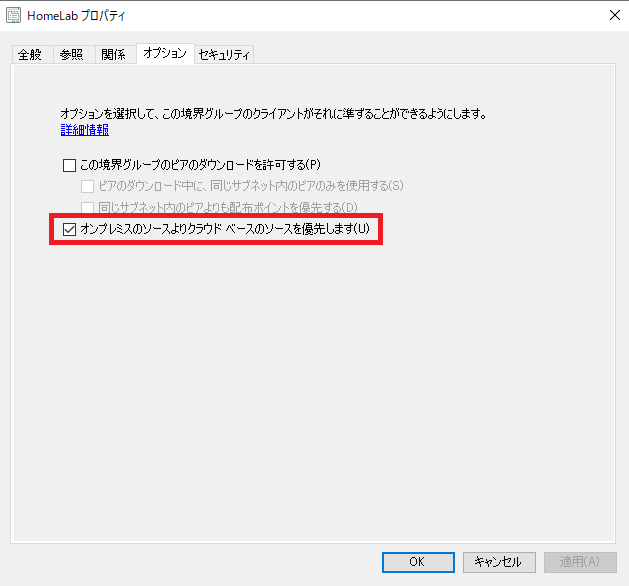 HomeLab プロパティ
全般 参照 関係 オプション セキュリティ
オプションを選択して、この境界グループのクライアントがそれに準ずることができるようにします。
詳細情報
この境界グループのピアのダウンロードを許可する(P)
ピアのダウンロード中に、同じサブネット内のピアのみを使用する(S)
同じサブネット内のピアよりも配布ポイントを優先する(D)
オンプレミスのソースよりクラウド ベースのソースを優先します(U)
OK キャンセル 適用(A)